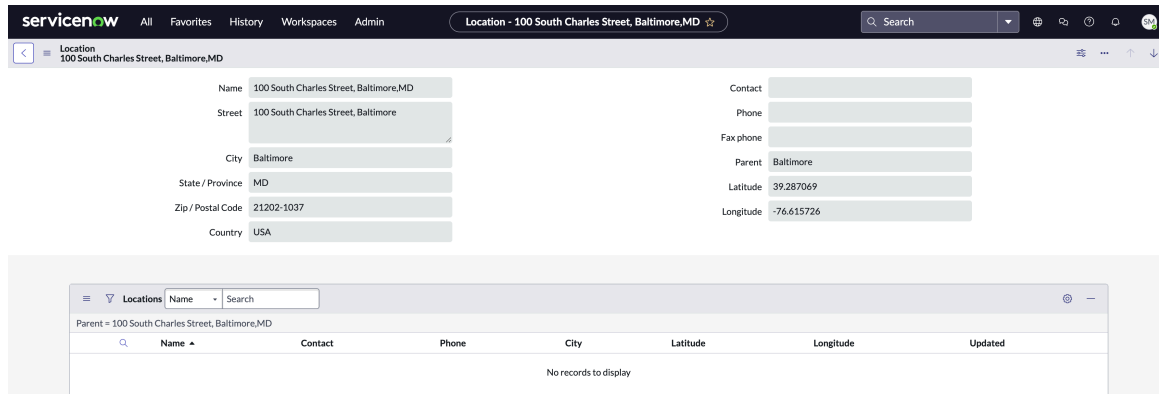 servicenow All Favorites History Workspaces Admin Location - 100 South Charles Street, Baltimore,MD Search SM
Location
100 South Charles Street, Baltimore,MD
Name 100 South Charles Street, Baltimore,MD
Street 100 South Charles Street, Baltimore
City Baltimore
State / Province MD
Zip / Postal Code 21202-1037
Country USA
Contact
Phone
Fax phone
Parent Baltimore
Latitude 39.287069
Longitude -76.615726
Locations Name Search
Parent = 100 South Charles Street, Baltimore,MD
Name Contact Phone City Latitude Longitude Updated
No records to display